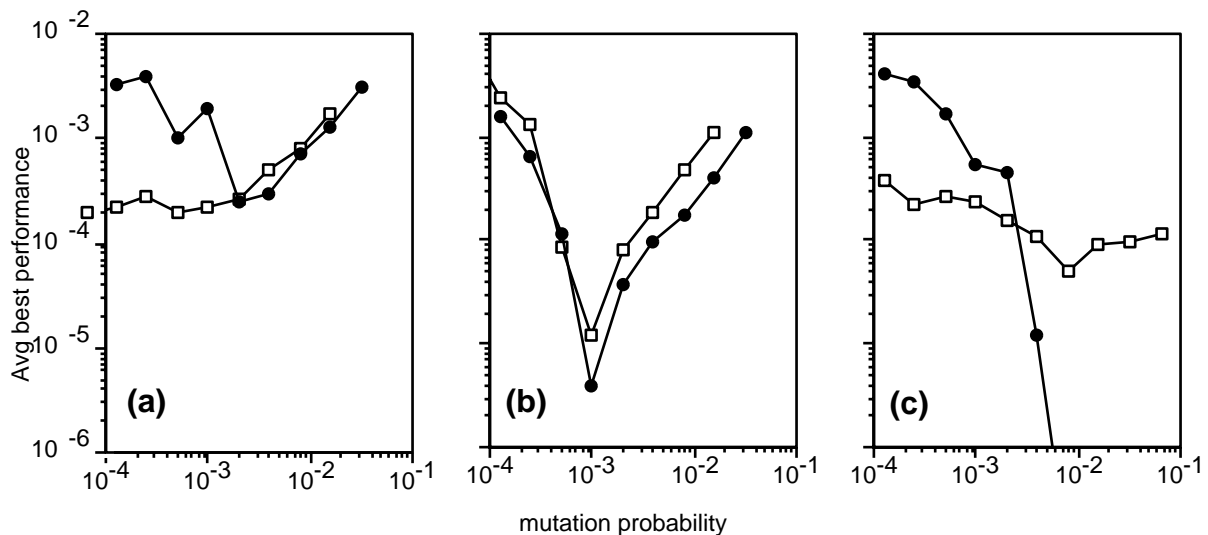 10 -2
10 -3
10 -4
10 -5
10 -6
Avg best performance
(a)
(b)
(c)
10-4 10-3 10-2 10-1
10-4 10-3 10-2 10-1
10-4 10-3 10-2 10-1
mutation probability